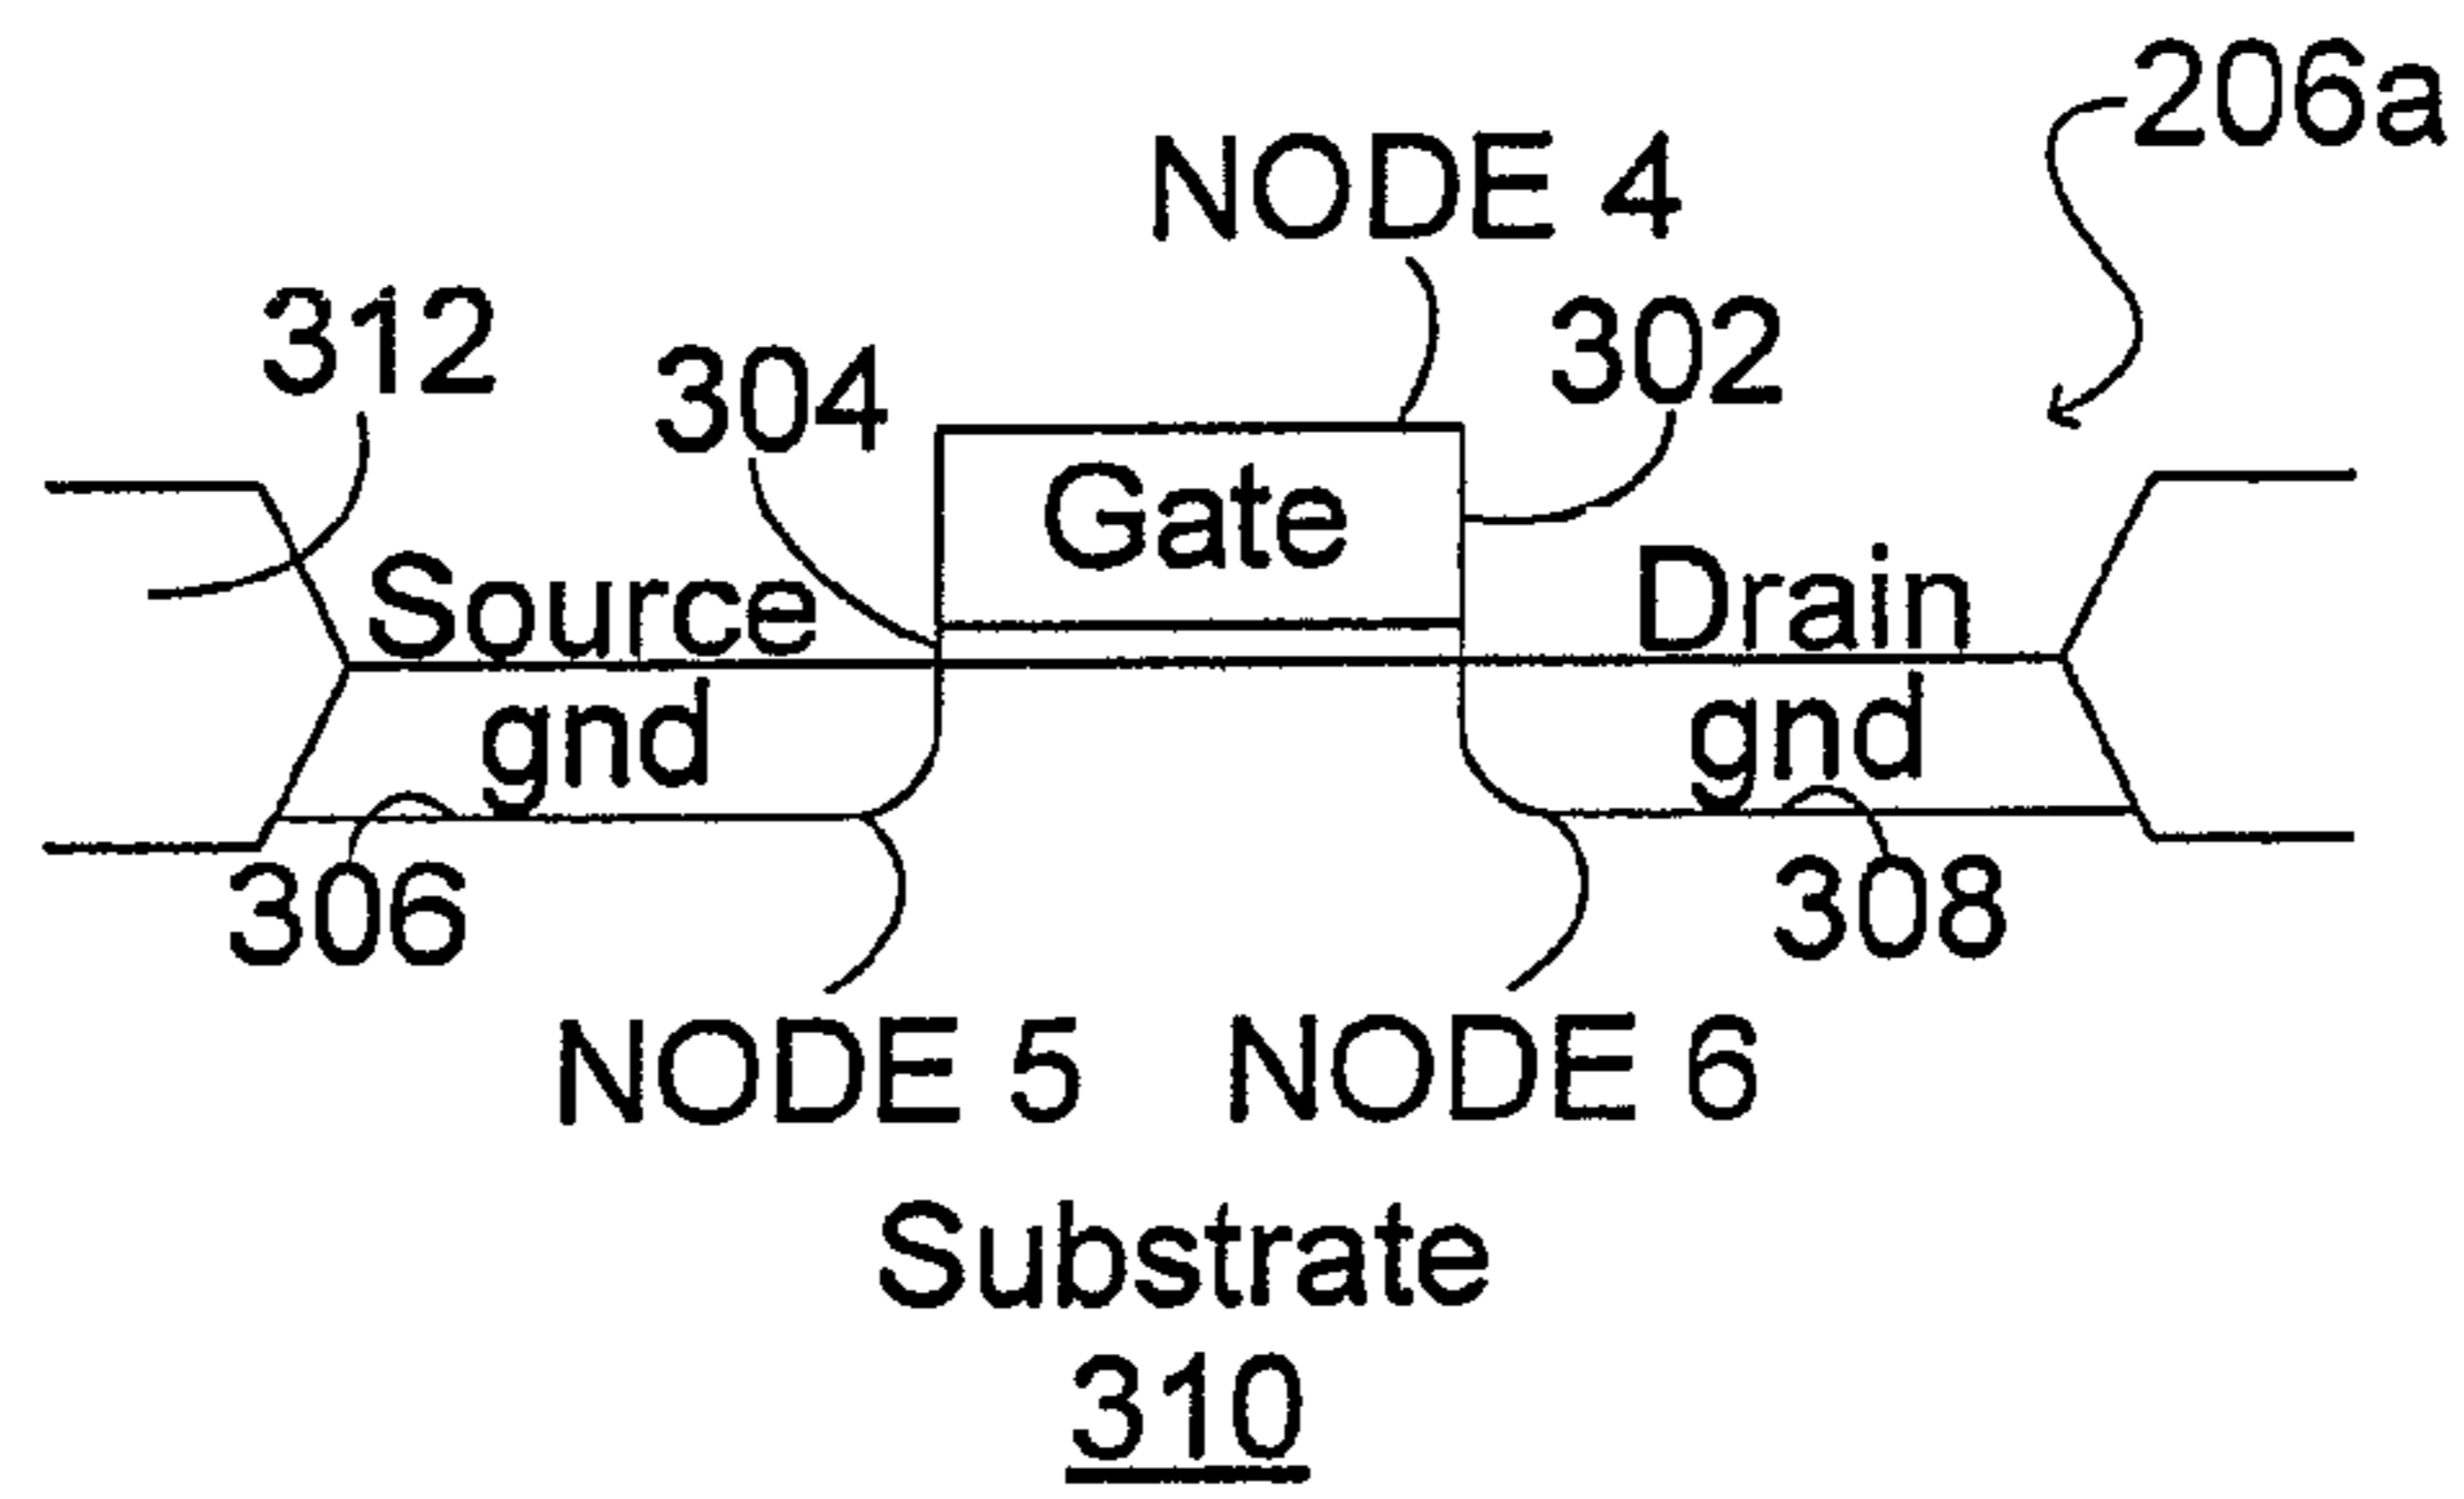 206a
NODE 4
312
304
302
Gate
Source
Drain
gnd
gnd
306
308
NODE 5
NODE 6
Substrate
310